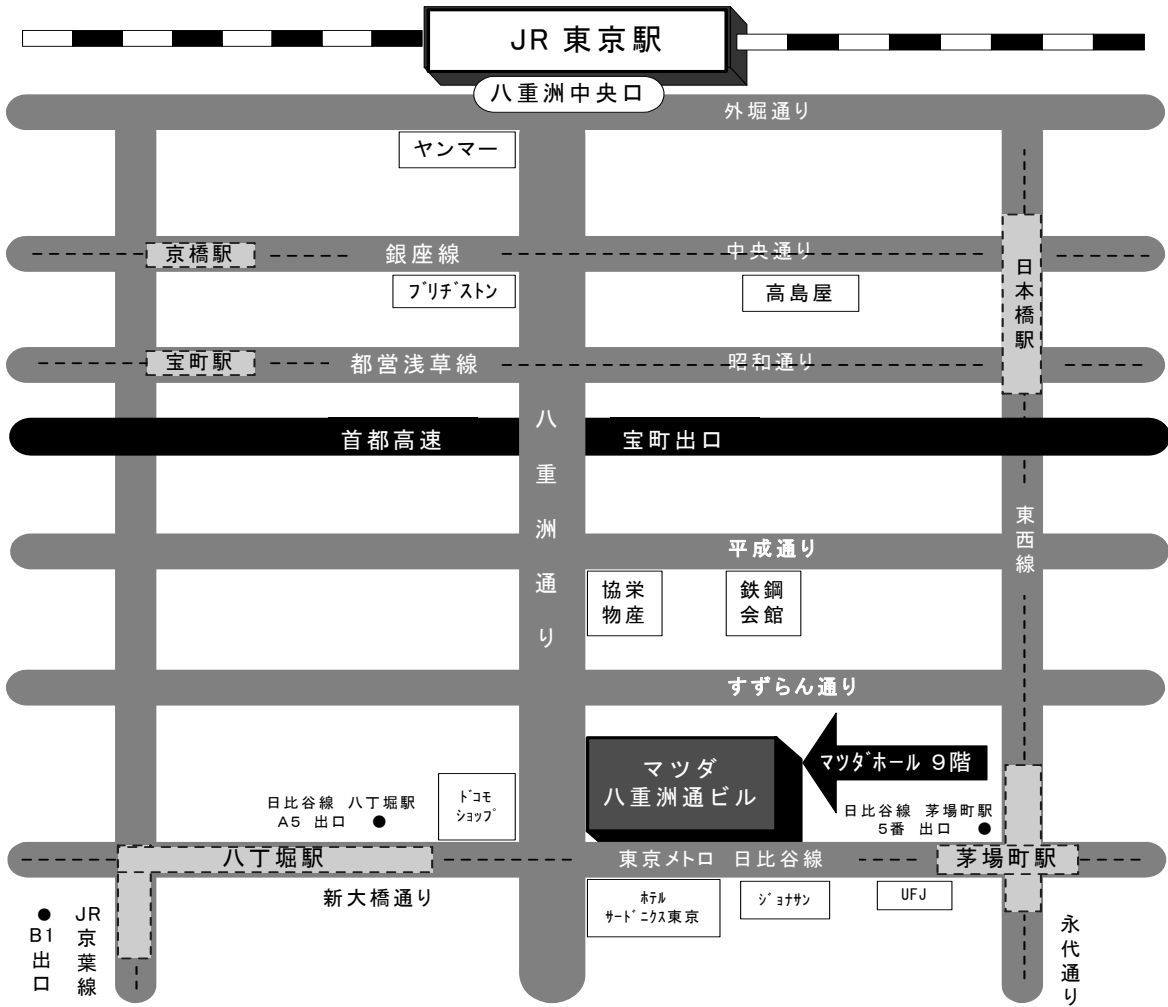 JR 東京駅
八重洲中央口
外堀通り
ヤンマー
京橋駅
銀座線
中央通り
ブリヂストン
高島屋
日本橋駅
宝町駅
都営浅草線
昭和通り
首都高速
宝町出口
八重洲通り
東西線
平成通り
協栄
物産
鉄鋼
会館
すずらん通り
マツダ
八重洲通ビル
マツダホール 9階
ドコモ
ショップ
日比谷線 八丁堀駅
A5 出口 ●
日比谷線 茅場町駅
5番 出口 ●
八丁堀駅
東京メトロ 日比谷線
茅場町駅
新大橋通り
ホテル
サードニクス東京
ジョナサン
UFJ
● B1出口
JR京葉線
永代通り